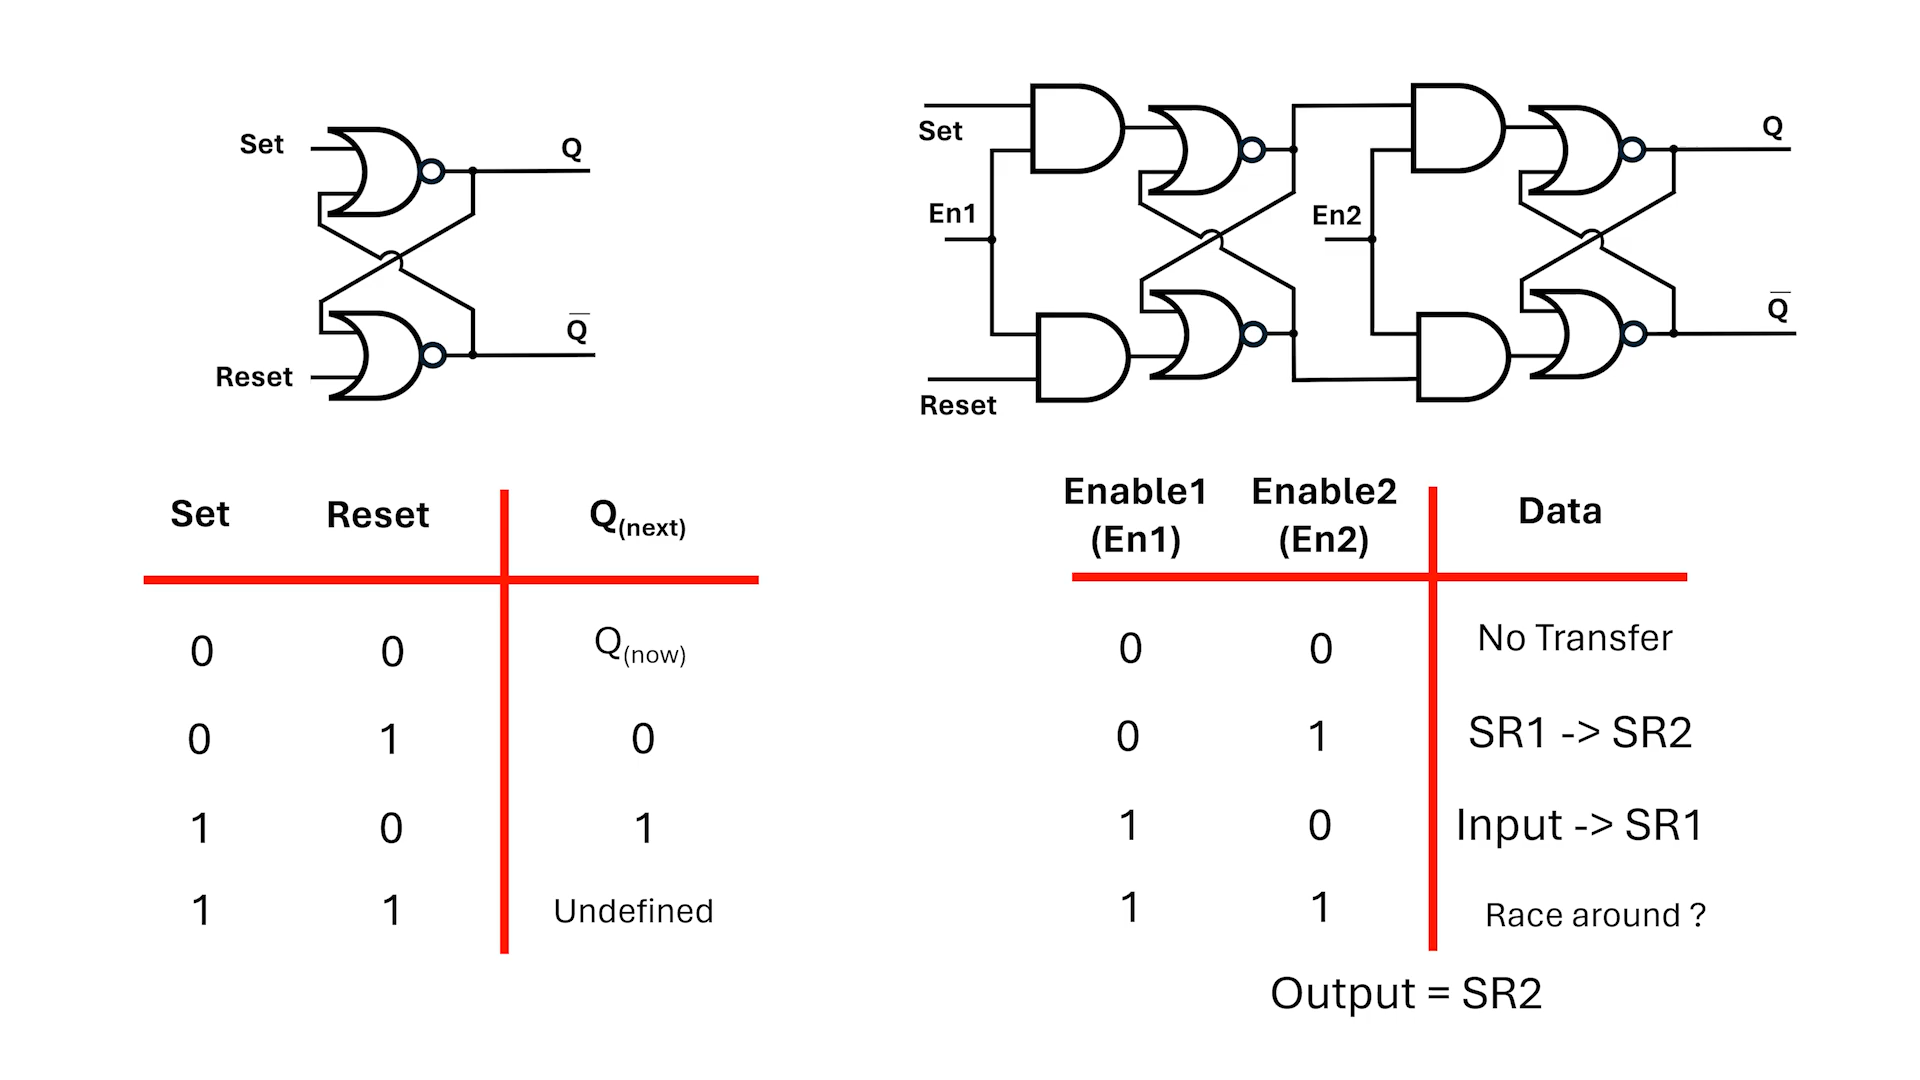 Set
Q
Q̅
Reset
Set
En1
En2
Reset
Q
Q̅
Set Reset Q(next)
0 0 Q(now)
0 1 0
1 0 1
1 1 Undefined
Enable1 Enable2 Data
(En1) (En2)
0 0 No Transfer
0 1 SR1 -> SR2
1 0 Input -> SR1
1 1 Race around ?
Output = SR2